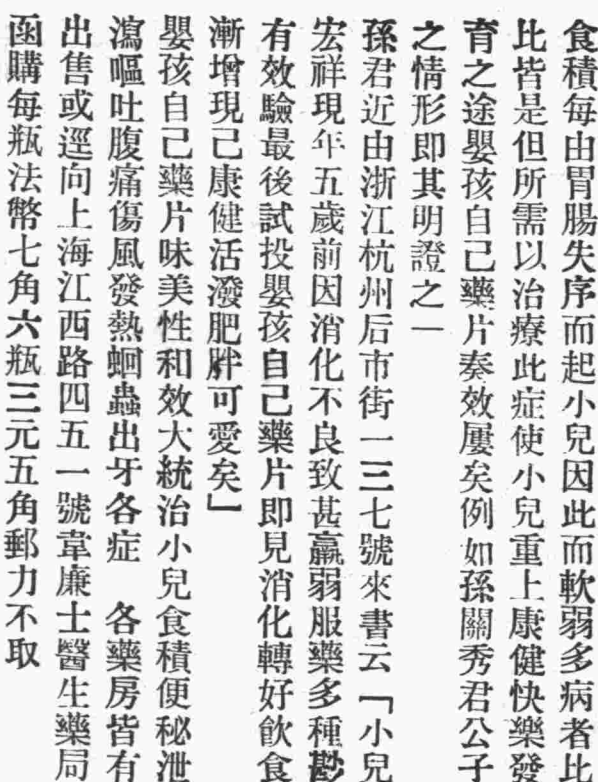 食積每由胃腸失序而起小兒因此而軟弱多病者比
比皆是但所需以治療此症使小兒重上康健快樂發
育之途嬰孩自己藥片奏效屢矣例如孫關秀君公子
之情形即其明證之一
孫君近由浙江杭州后市街一三七號來書云「小兒
宏祥現年五歲前因消化不良致甚羸弱服藥多種尠
有效驗最後試投嬰孩自己藥片即見消化轉好飲食
漸增現已康健活潑肥胖可愛矣」
嬰孩自己藥片味美性和效大統治小兒食積便秘泄
瀉嘔吐腹痛傷風發熱蛔蟲出牙各症　各藥房皆有
出售或逕向上海江西路四五一號韋廉士醫生藥局
函購每瓶法幣七角六瓶三元五角郵力不取